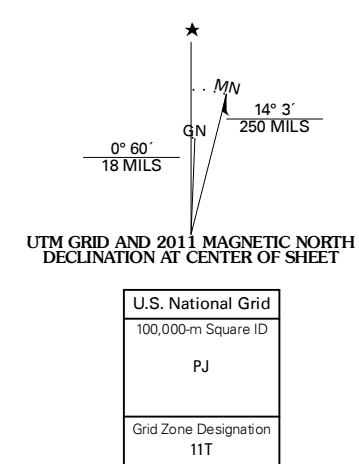 MN
GN
14° 3´
250 MILS
0° 60´
18 MILS
UTM GRID AND 2011 MAGNETIC NORTH
DECLINATION AT CENTER OF SHEET
U.S. National Grid
100,000-m Square ID
PJ
Grid Zone Designation
11T